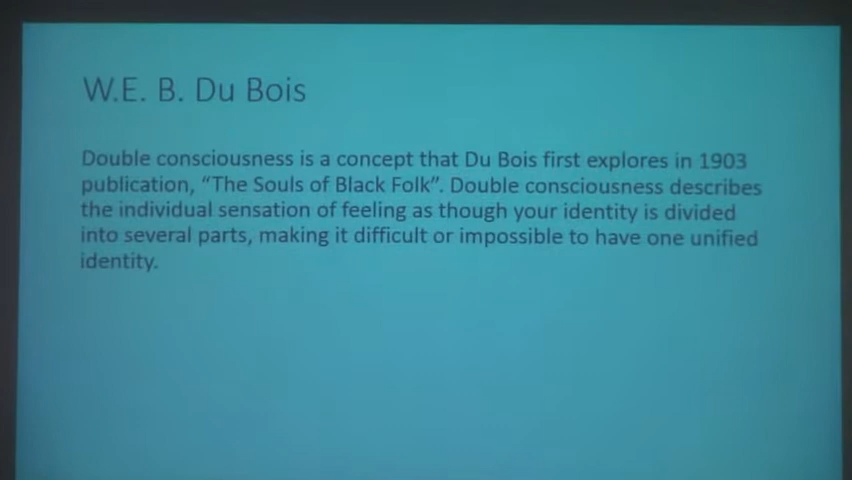 W.E. B. Du Bois
Double consciousness is a concept that Du Bois first explores in 1903
publication, “The Souls of Black Folk”. Double consciousness describes
the individual sensation of feeling as though your identity is divided
into several parts, making it difficult or impossible to have one unified
identity.